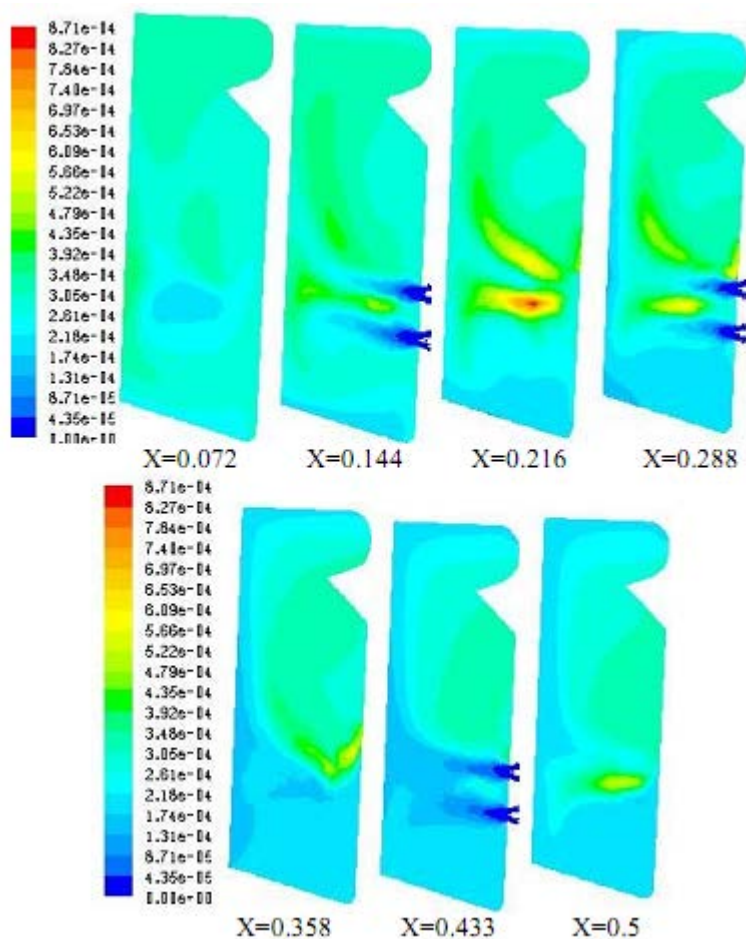 8.71e-04
8.27e-04
7.84e-04
7.40e-04
6.97e-04
6.53e-04
6.09e-04
5.66e-04
5.22e-04
4.79e-04
4.35e-04
3.92e-04
3.48e-04
3.05e-04
2.61e-04
2.18e-04
1.74e-04
1.31e-04
8.71e-05
4.35e-05
0.00e+00
X=0.072 X=0.144 X=0.216 X=0.288
8.71e-04
8.27e-04
7.84e-04
7.40e-04
6.97e-04
6.53e-04
6.09e-04
5.66e-04
5.22e-04
4.79e-04
4.35e-04
3.92e-04
3.48e-04
3.05e-04
2.61e-04
2.18e-04
1.74e-04
1.31e-04
8.71e-05
4.35e-05
0.00e+00
X=0.358 X=0.433 X=0.5